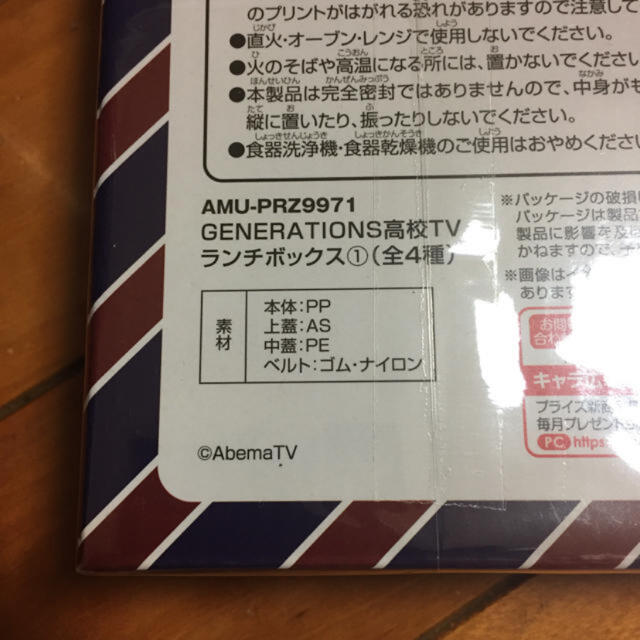 のプリントがはがれる恐れがありますので注意して
●直火・オーブン・レンジで使用しないでください。
●火のそばや高温になる所には、置かないでくださ
●本製品は完全密封ではありませんので、中身がも
縦に置いたり、振ったりしないでください。
●食器洗浄機・食器乾燥機のご使用はおやめくださ
AMU-PRZ9971
GENERATIONS高校TV
ランチボックス①(全4種)
素材
本体:PP
上蓋:AS
中蓋:PE
ベルト:ゴム・ナイロン
©AbemaTV
※パッケージの破損
パッケージは製品
製品に影響を及
かねますので、
※画像はイ
あります
お問
合わ
キャラ
プライズ新
毎月プレゼント
PC https: